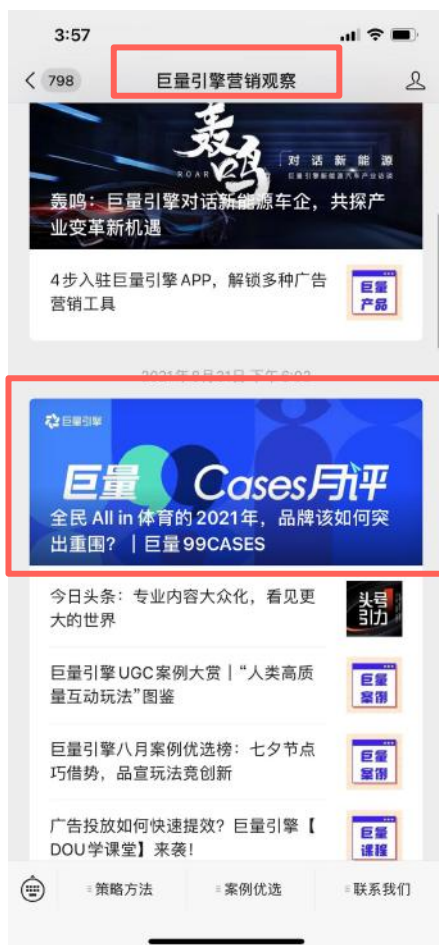 3:57
798
巨量引擎营销观察
轰鸣
ROAR
对话新能源
轰鸣：巨量引擎对话新能源车企，共探产
业变革新机遇
4步入驻巨量引擎APP，解锁多种广告
营销工具
巨量
产品
巨量引擎
巨量 Cases月评
全民 All in 体育的2021年，品牌该如何突
出重围？｜巨量99CASES
今日头条：专业内容大众化，看见更
大的世界
头号
引力
巨量引擎UGC案例大赏｜“人类高质
量互动玩法”图鉴
巨量
案例
巨量引擎八月案例优选榜：七夕节点
巧借势，品宣玩法竞创新
巨量
案例
广告投放如何快速提效？巨量引擎【
DOU学课堂】来袭！
巨量
课程
策略方法
案例优选
联系我们